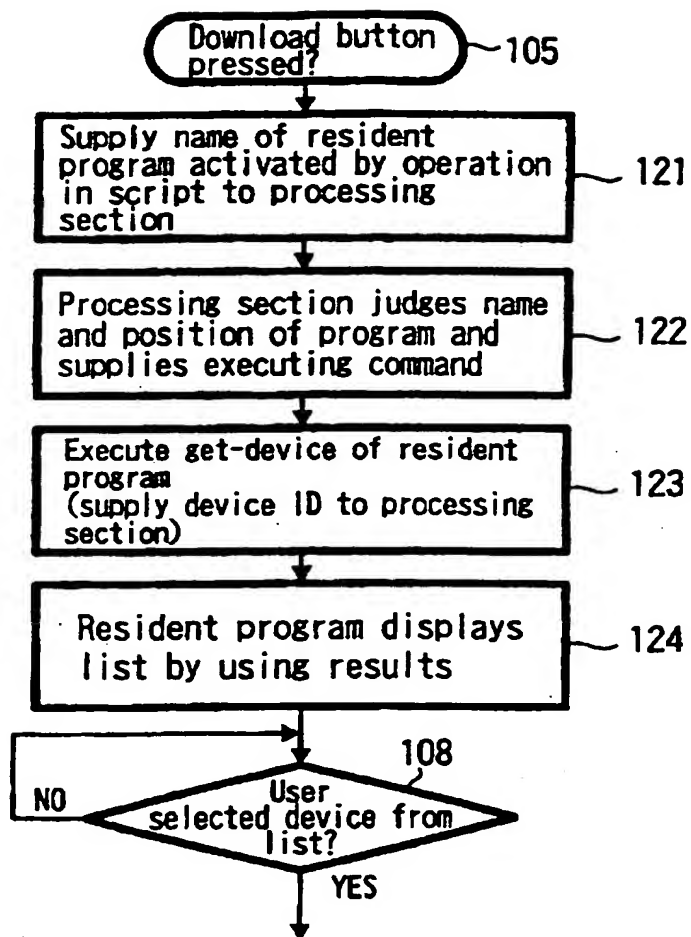 Download button
pressed?
105
Supply name of resident
program activated by operation
in script to processing
section
121
Processing section judges name
and position of program and
supplies executing command
122
Execute get-device of resident
program
(supply device ID to processing
section)
123
Resident program displays
list by using results
124
108
User
selected device from
list?
NO
YES